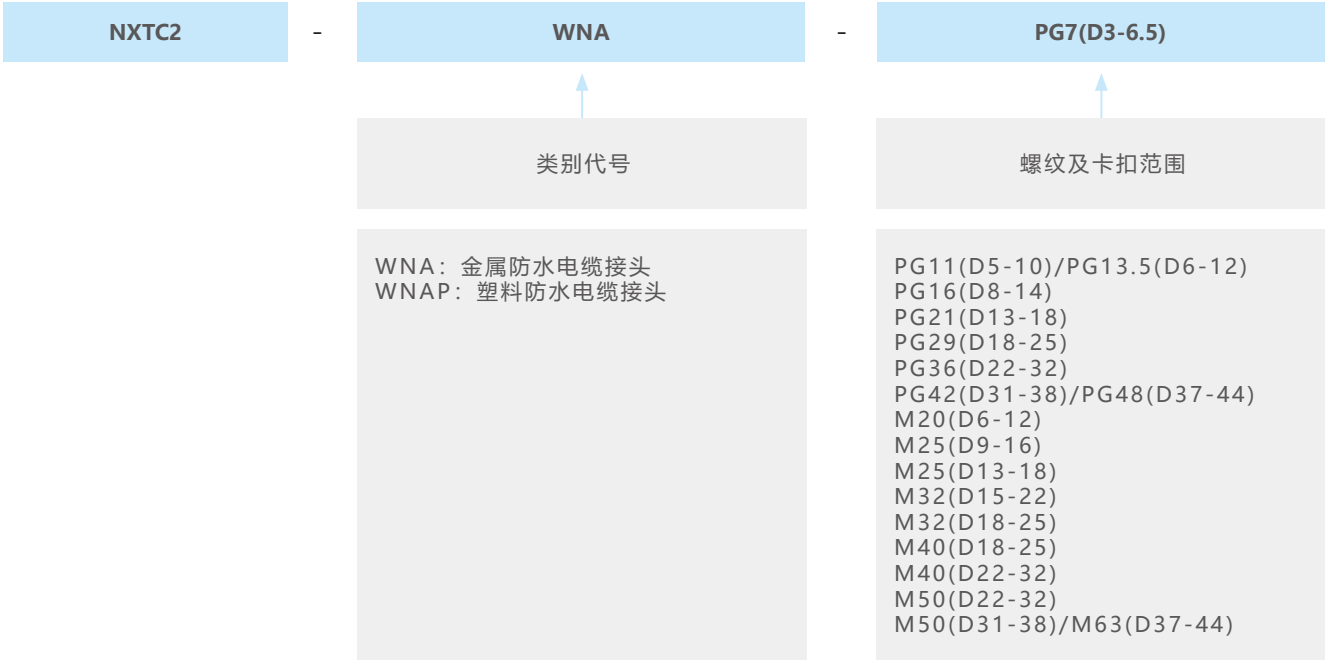 NXTC2 - WNA - PG7(D3-6.5)
类别代号
螺纹及卡扣范围
WNA：金属防水电缆接头
WNAP：塑料防水电缆接头
PG11(D5-10)/PG13.5(D6-12)
PG16(D8-14)
PG21(D13-18)
PG29(D18-25)
PG36(D22-32)
PG42(D31-38)/PG48(D37-44)
M20(D6-12)
M25(D9-16)
M25(D13-18)
M32(D15-22)
M32(D18-25)
M40(D18-25)
M40(D22-32)
M50(D22-32)
M50(D31-38)/M63(D37-44)